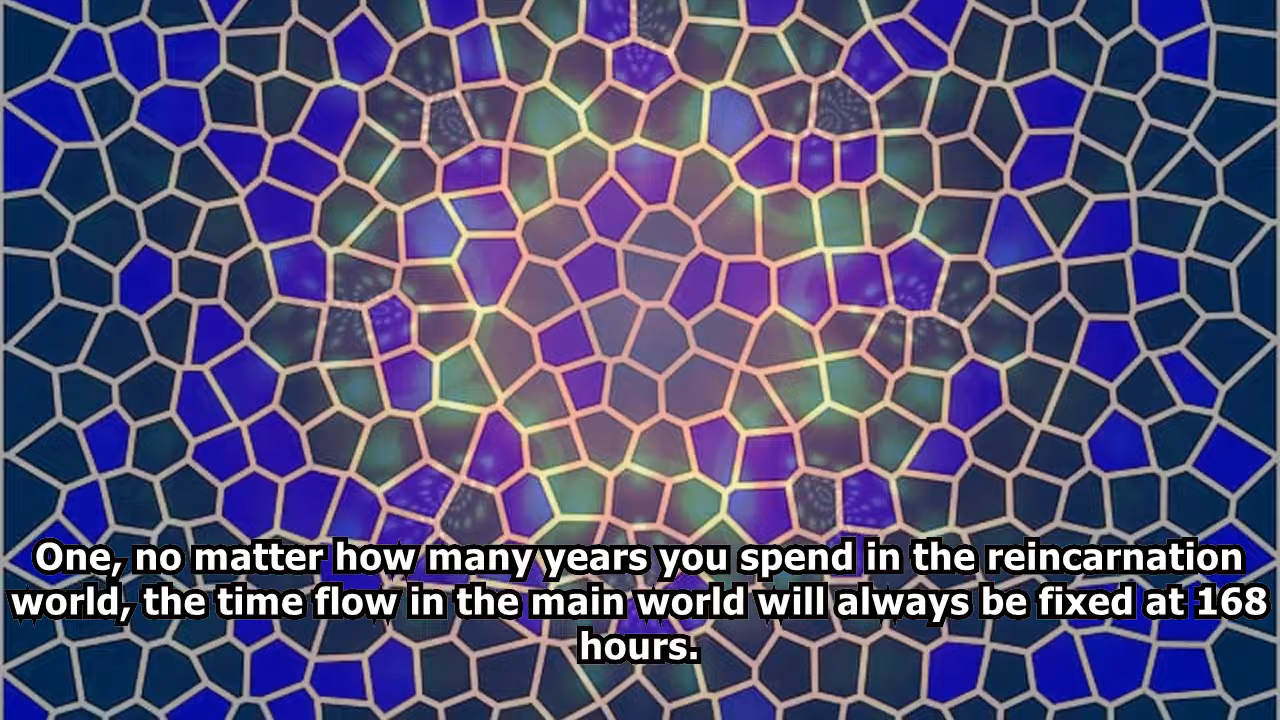 One, no matter how many years you spend in the reincarnation
world, the time flow in the main world will always be fixed at 168
hours.